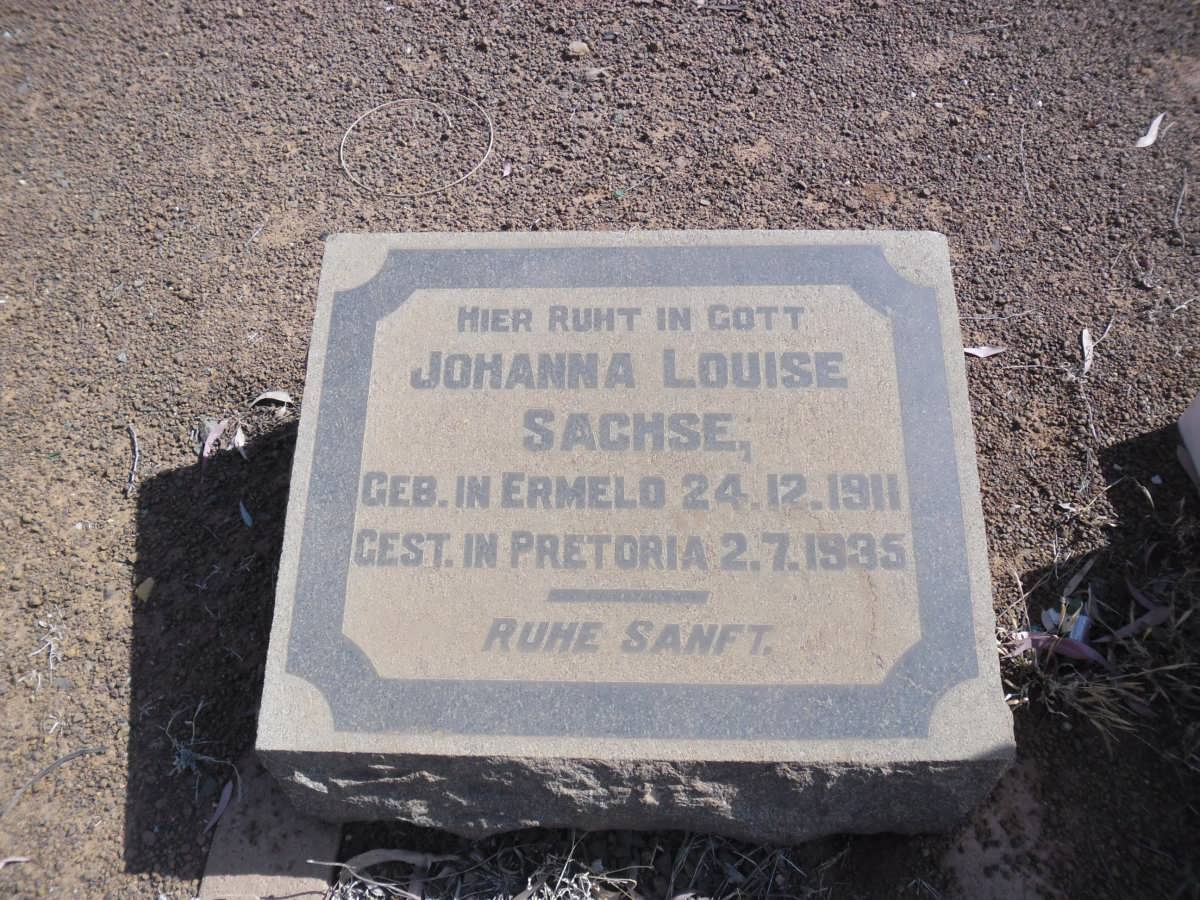 HIER RUHT IN GOTT
JOHANNA LOUISE
SACHSE,
GEB. IN ERMELO 24.12.1911
GEST. IN PRETORIA 2.7.1935
RUHE SANFT.